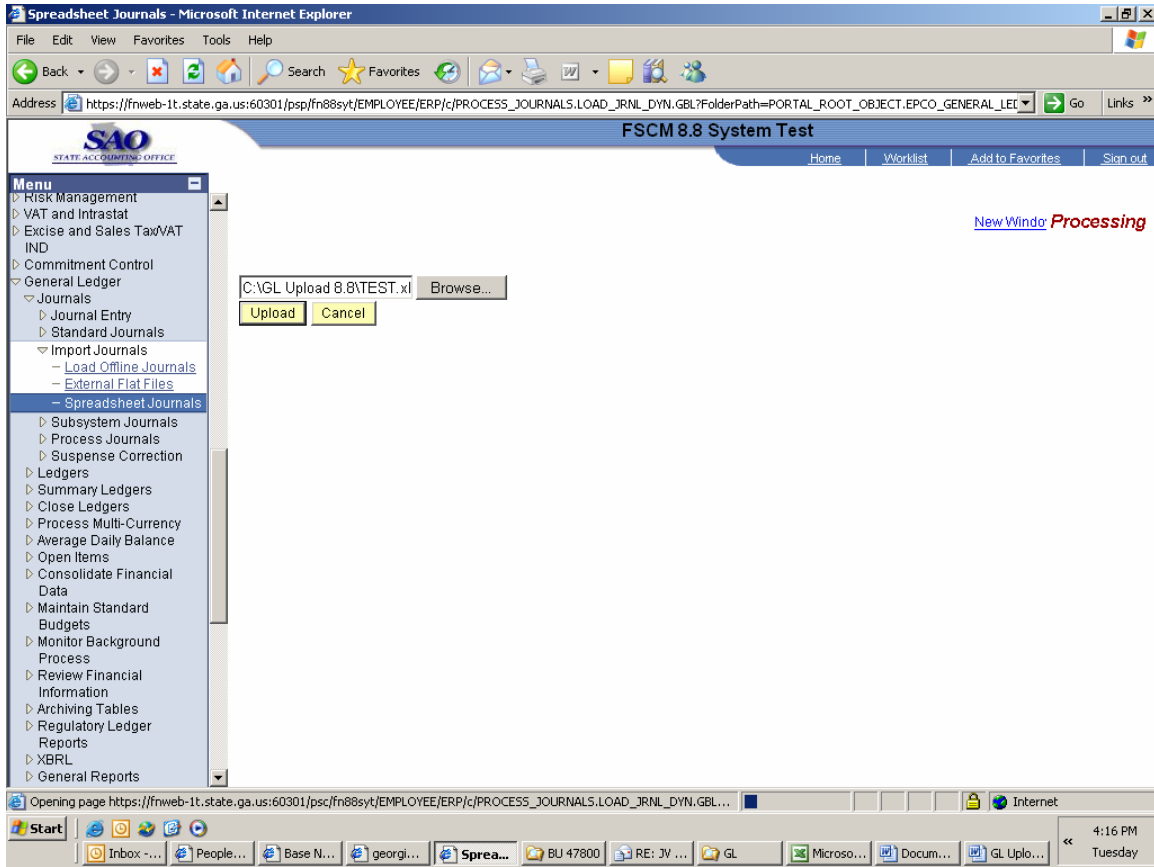 Spreadsheet Journals - Microsoft Internet Explorer
File Edit View Favorites Tools Help
Back Search Favorites
Address https://fnweb-1t.state.ga.us:60301/psp/fn88syt/EMPLOYEE/ERP/c/PROCESS_JOURNALS.LOAD_JRNL_DYN.GBL?FolderPath=PORTAL_ROOT_OBJECT.EPCO_GENERAL_LED Go Links »
SAO
STATE ACCOUNTING OFFICE
FSCM 8.8 System Test
Home Worklist Add to Favorites Sign out
Menu
Risk Management
VAT and Intrastat
Excise and Sales Tax/VAT
IND
Commitment Control
General Ledger
Journals
Journal Entry
Standard Journals
Import Journals
– Load Offline Journals
– External Flat Files
– Spreadsheet Journals
Subsystem Journals
Process Journals
Suspense Correction
Ledgers
Summary Ledgers
Close Ledgers
Process Multi-Currency
Average Daily Balance
Open Items
Consolidate Financial
Data
Maintain Standard
Budgets
Monitor Background
Process
Review Financial
Information
Archiving Tables
Regulatory Ledger
Reports
XBRL
General Reports
New Windo Processing
C:\GL Upload 8.8\TEST.xl Browse...
Upload Cancel
Opening page https://fnweb-1t.state.ga.us:60301/psc/fn88syt/EMPLOYEE/ERP/c/PROCESS_JOURNALS.LOAD_JRNL_DYN.GBL... Internet
Start
Inbox -... People... Base N... georgi... Sprea... BU 47800 RE: JV ... GL Microso... Docum... GL Uplo... «
4:16 PM
Tuesday